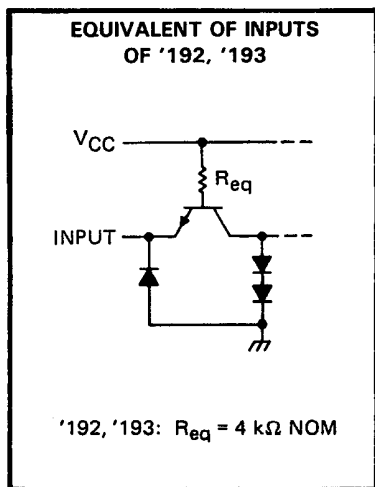 EQUIVALENT OF INPUTS
OF '192, '193
VCC
Req
INPUT
'192, '193: Req = 4 kΩ NOM